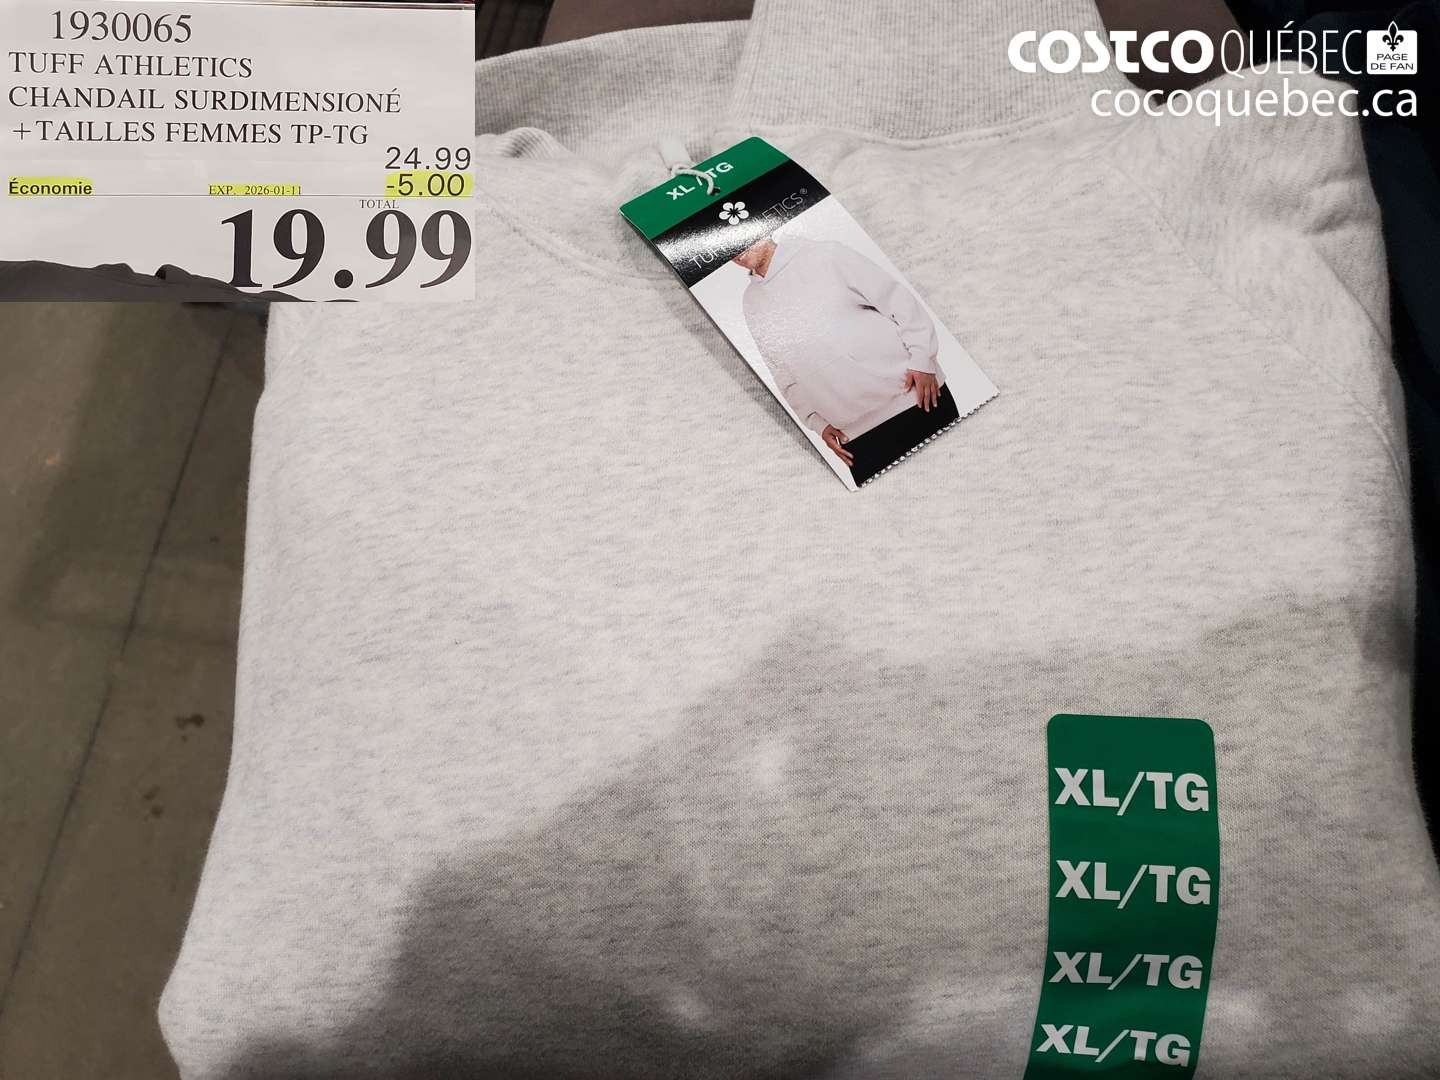 1930065
TUFF ATHLETICS
CHANDAIL SURDIMENSIONÉ
+TAILLES FEMMES TP-TG
24.99
Économie EXP. 2026-01-11 -5.00
TOTAL
19.99
COSTCO QUÉBEC PAGE DE FAN
cocoquebec.ca
XL/TG
XL/TG
XL/TG
XL/TG
XL/TG